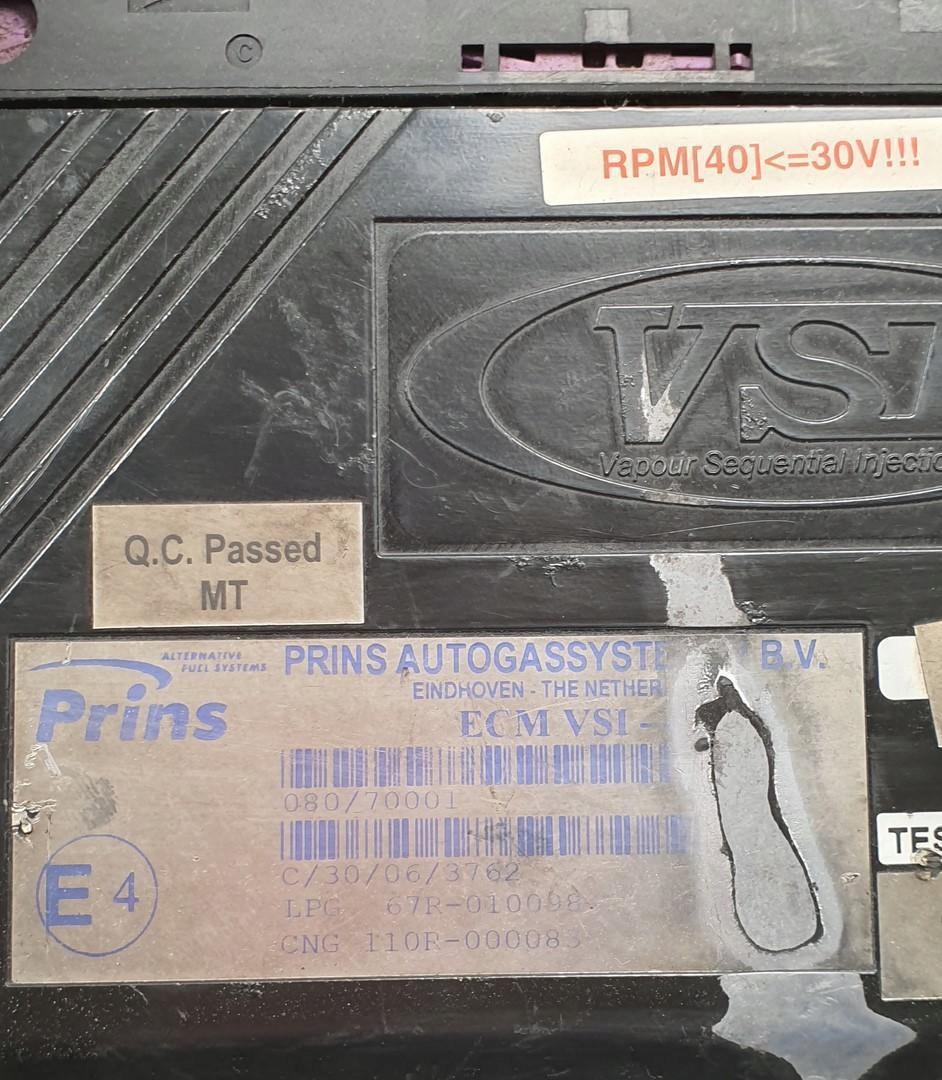 ©
RPM[40]<=30V!!!
VSI
Vapour Sequential Injectio
Q.C. Passed
MT
ALTERNATIVE
FUEL SYSTEMS
Prins
PRINS AUTOGASSYSTE B.V.
EINDHOVEN - THE NETHER
ECM VSI -
080/70001
C/30/06/3762
E 4
LPG 67R-010098
CNG 110R-000083
TES